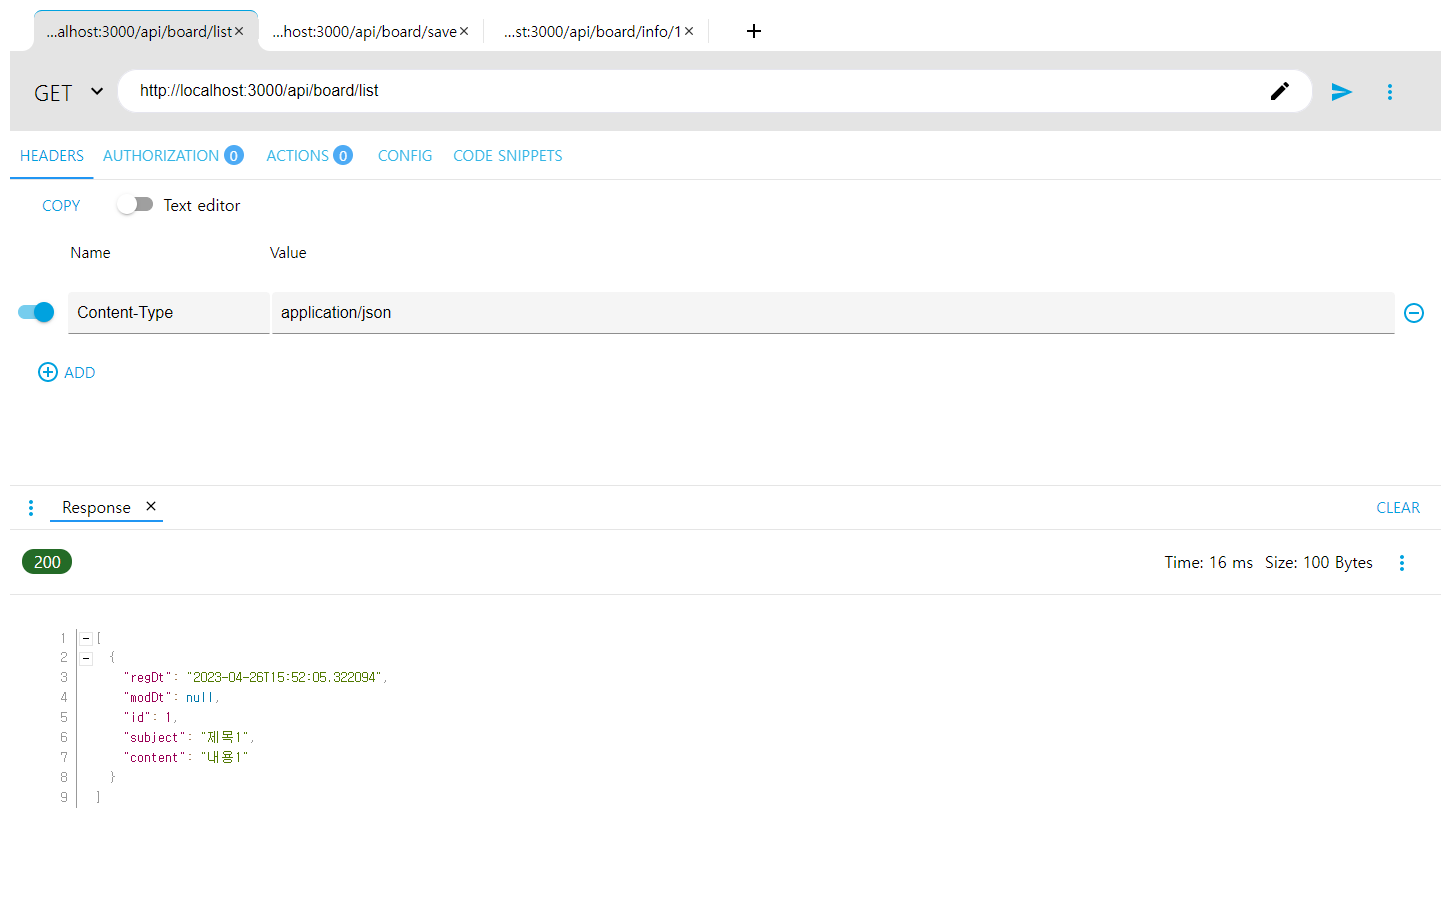 ...alhost:3000/api/board/list× ...host:3000/api/board/save× ...st:3000/api/board/info/1× +
GET http://localhost:3000/api/board/list
HEADERS AUTHORIZATION 0 ACTIONS 0 CONFIG CODE SNIPPETS
COPY Text editor
Name Value
Content-Type application/json
ADD
Response × CLEAR
200 Time: 16 ms Size: 100 Bytes
1 [
2 {
3 "regDt": "2023-04-26T15:52:05.322094",
4 "modDt": null,
5 "id": 1,
6 "subject": "제목1",
7 "content": "내용1"
8 }
9 ]